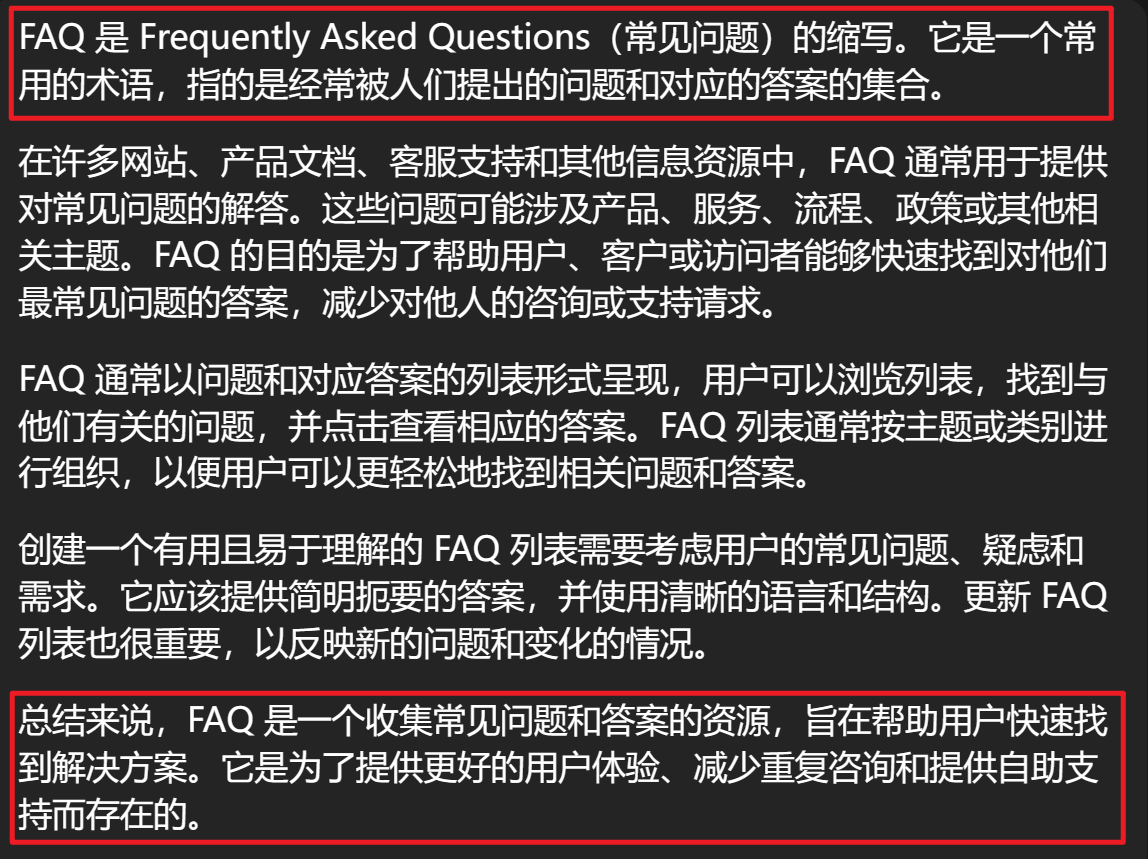 FAQ 是 Frequently Asked Questions（常见问题）的缩写。它是一个常
用的术语，指的是经常被人们提出的问题和对应的答案的集合。
在许多网站、产品文档、客服支持和其他信息资源中，FAQ 通常用于提供
对常见问题的解答。这些问题可能涉及产品、服务、流程、政策或其他相
关主题。FAQ 的目的是为了帮助用户、客户或访问者能够快速找到对他们
最常见问题的答案，减少对他人的咨询或支持请求。
FAQ 通常以问题和对应答案的列表形式呈现，用户可以浏览列表，找到与
他们有关的问题，并点击查看相应的答案。FAQ 列表通常按主题或类别进
行组织，以便用户可以更轻松地找到相关问题和答案。
创建一个有用且易于理解的 FAQ 列表需要考虑用户的常见问题、疑虑和
需求。它应该提供简明扼要的答案，并使用清晰的语言和结构。更新 FAQ
列表也很重要，以反映新的问题和变化的情况。
总结来说，FAQ 是一个收集常见问题和答案的资源，旨在帮助用户快速找
到解决方案。它是为了提供更好的用户体验、减少重复咨询和提供自助支
持而存在的。